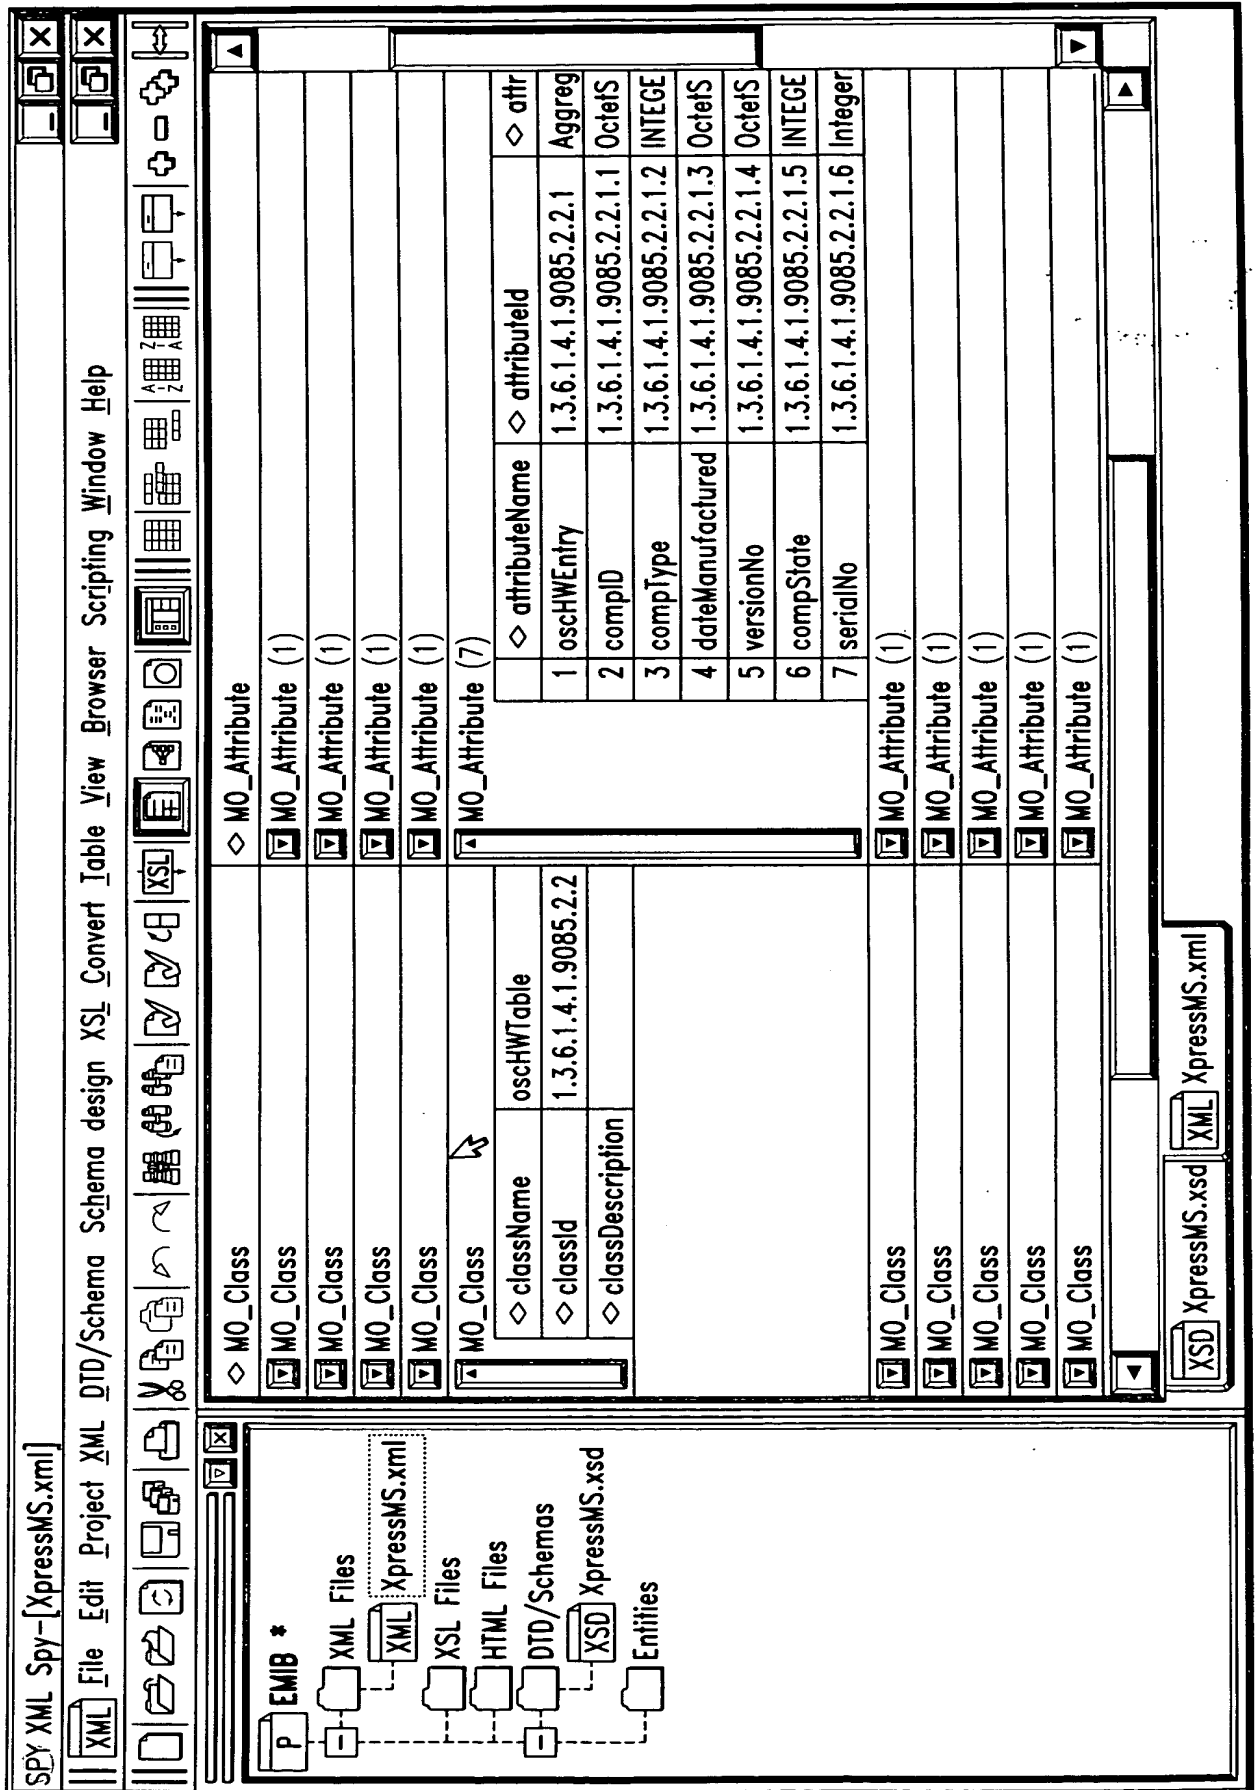 SPY XML Spy-[XpressMS.xml]
XML File Edit Project XML DTD/Schema Schema design XSL Convert Table View Browser Scripting Window Help
XSL
A-Z
Z-A
P EMIB *
XML Files
XML XpressMS.xml
XSL Files
HTML Files
DTD/Schemas
XSD XpressMS.xsd
Entities
◇ MO_Class ◇ MO_Attribute
MO_Class MO_Attribute (1)
MO_Class MO_Attribute (1)
MO_Class MO_Attribute (1)
MO_Class MO_Attribute (1)
MO_Class MO_Attribute (7)
◇ className oscHWTable
◇ classId 1.3.6.1.4.1.9085.2.2
◇ classDescription
◇ attributeName ◇ attributeId ◇ attr
1 oscHWEntry 1.3.6.1.4.1.9085.2.2.1 Aggreg
2 compID 1.3.6.1.4.1.9085.2.2.1.1 OctetS
3 compType 1.3.6.1.4.1.9085.2.2.1.2 INTEGE
4 dateManufactured 1.3.6.1.4.1.9085.2.2.1.3 OctetS
5 versionNo 1.3.6.1.4.1.9085.2.2.1.4 OctetS
6 compState 1.3.6.1.4.1.9085.2.2.1.5 INTEGE
7 serialNo 1.3.6.1.4.1.9085.2.2.1.6 Integer
MO_Class MO_Attribute (1)
MO_Class MO_Attribute (1)
MO_Class MO_Attribute (1)
MO_Class MO_Attribute (1)
MO_Class MO_Attribute (1)
XSD XpressMS.xsd XML XpressMS.xml